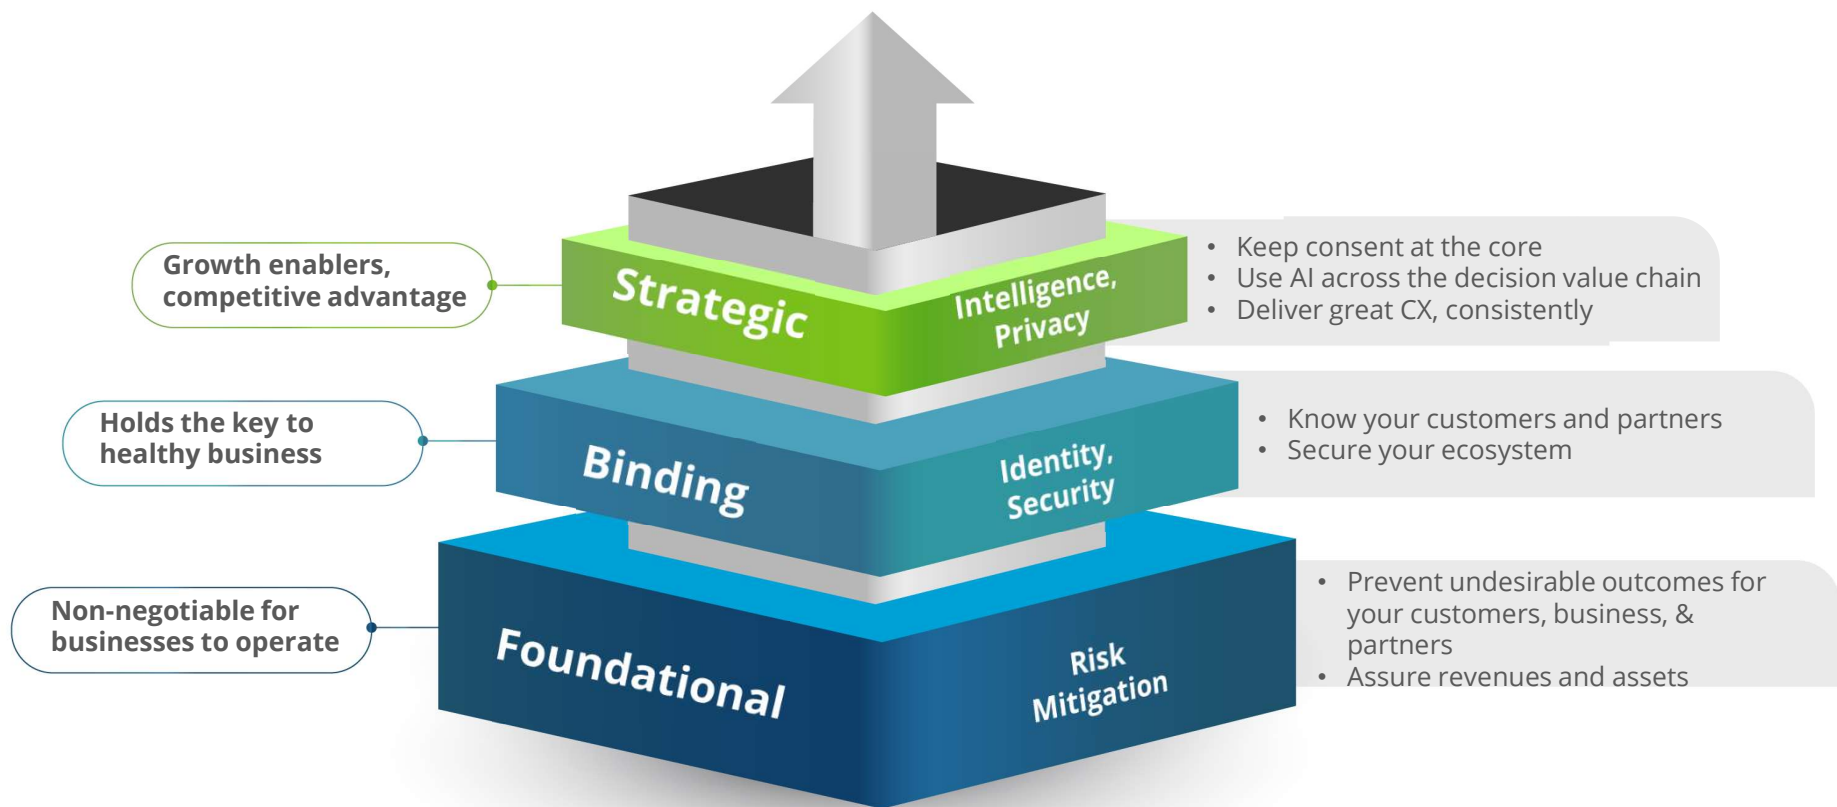 Growth enablers,
competitive advantage
Strategic
Intelligence,
Privacy
• Keep consent at the core
• Use AI across the decision value chain
• Deliver great CX, consistently
Holds the key to
healthy business
Binding
Identity,
Security
• Know your customers and partners
• Secure your ecosystem
Non-negotiable for
businesses to operate
Foundational
Risk
Mitigation
• Prevent undesirable outcomes for
your customers, business, &
partners
• Assure revenues and assets